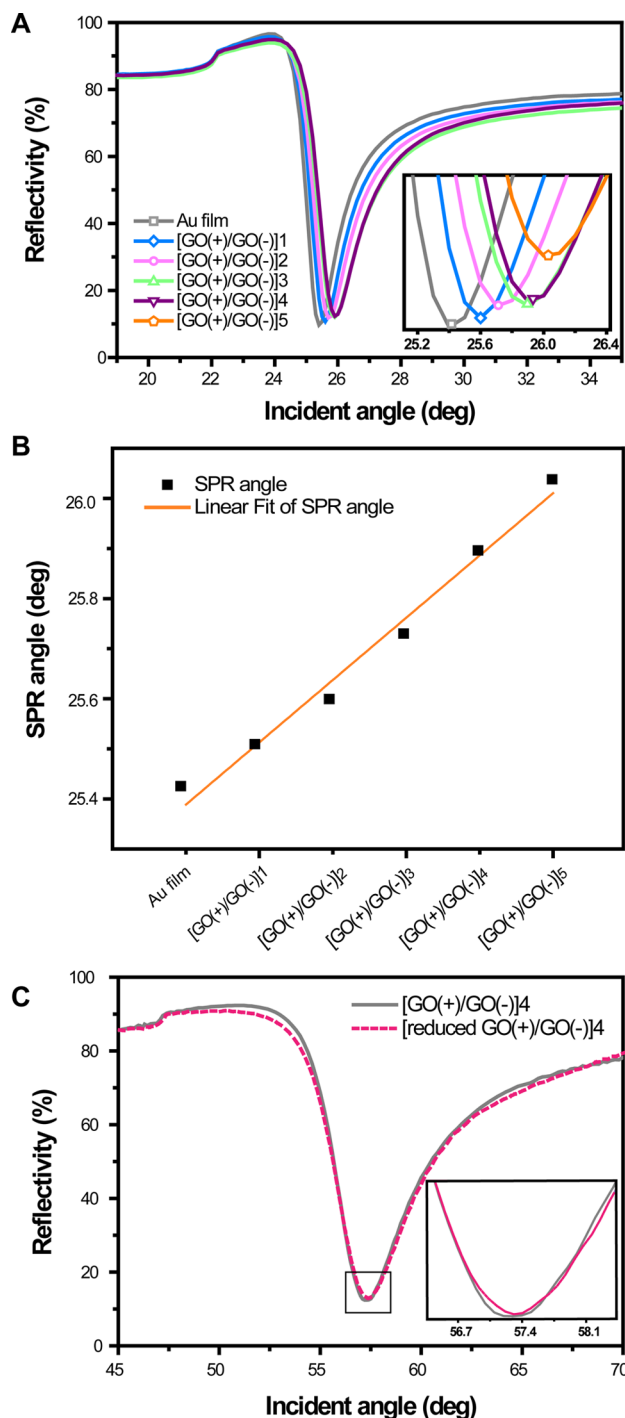 A
Reflectivity (%)
100
80
60
40
20
0
Au film
[GO(+)/GO(-)]1
[GO(+)/GO(-)]2
[GO(+)/GO(-)]3
[GO(+)/GO(-)]4
[GO(+)/GO(-)]5
25.2 25.6 26.0 26.4
20 22 24 26 28 30 32 34
Incident angle (deg)
B
SPR angle (deg)
SPR angle
Linear Fit of SPR angle
26.0
25.8
25.6
25.4
Au film
[GO(+)/GO(-)]1
[GO(+)/GO(-)]2
[GO(+)/GO(-)]3
[GO(+)/GO(-)]4
[GO(+)/GO(-)]5
C
Reflectivity (%)
100
80
60
40
20
0
[GO(+)/GO(-)]4
[reduced GO(+)/GO(-)]4
56.7 57.4 58.1
45 50 55 60 65 70
Incident angle (deg)